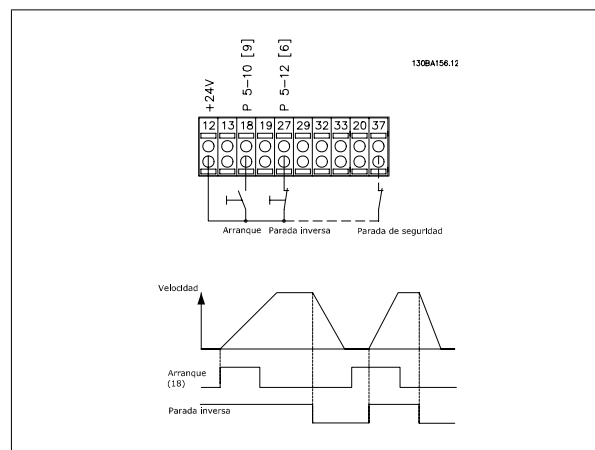 130BA156.12
+24V
P 5-10 [9]
P 5-12 [6]
12 13 18 19 27 29 32 33 20 37
Arranque Parada inversa Parada de seguridad
Velocidad
Arranque
(18)
Parada inversa